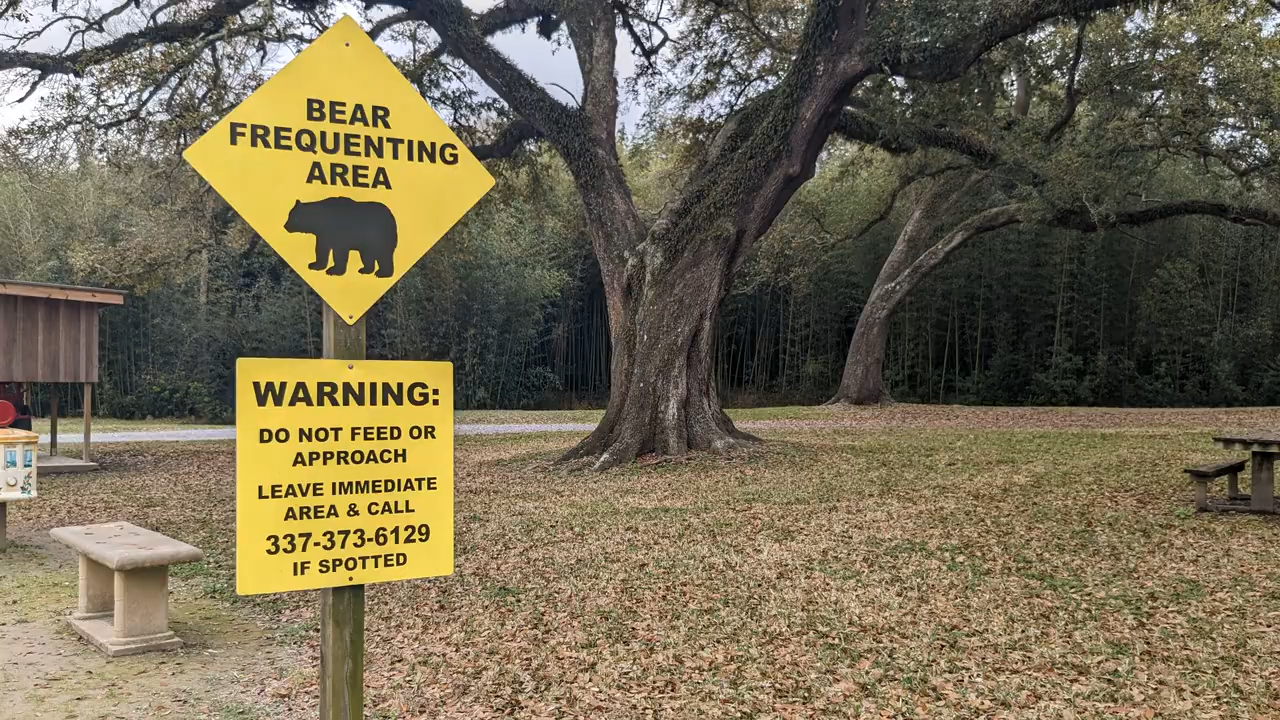 BEAR
FREQUENTING
AREA
WARNING:
DO NOT FEED OR
APPROACH
LEAVE IMMEDIATE
AREA & CALL
337-373-6129
IF SPOTTED